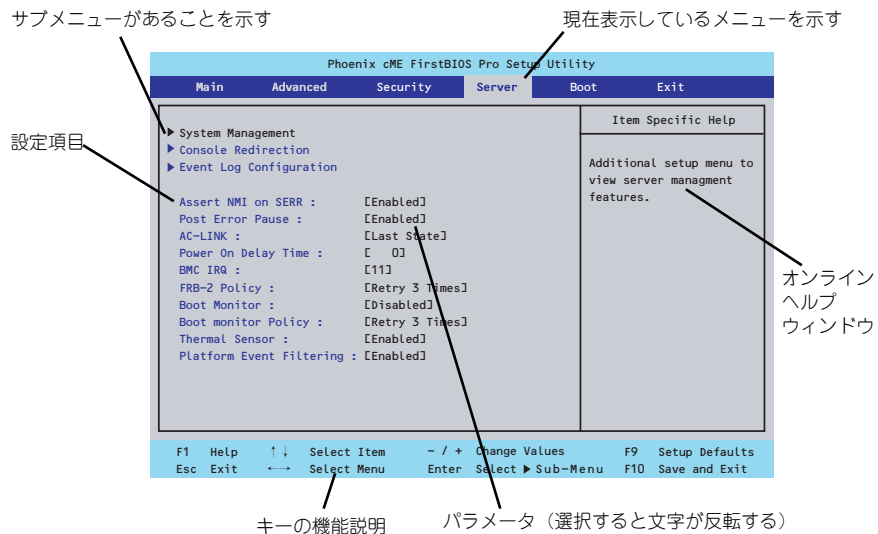 サブメニューがあることを示す
現在表示しているメニューを示す
Phoenix cME FirstBIOS Pro Setup Utility
Main Advanced Security Server Boot Exit
設定項目
▶ System Management
▶ Console Redirection
▶ Event Log Configuration
Assert NMI on SERR : [Enabled]
Post Error Pause : [Enabled]
AC-LINK : [Last State]
Power On Delay Time : [ 0]
BMC IRQ : [11]
FRB-2 Policy : [Retry 3 Times]
Boot Monitor : [Disabled]
Boot monitor Policy : [Retry 3 Times]
Thermal Sensor : [Enabled]
Platform Event Filtering : [Enabled]
Item Specific Help
Additional setup menu to
view server managment
features.
オンライン
ヘルプ
ウィンドウ
F1 Help ↑↓ Select Item - / + Change Values F9 Setup Defaults
Esc Exit ←→ Select Menu Enter Select ▶ Sub-Menu F10 Save and Exit
キーの機能説明
パラメータ（選択すると文字が反転する）